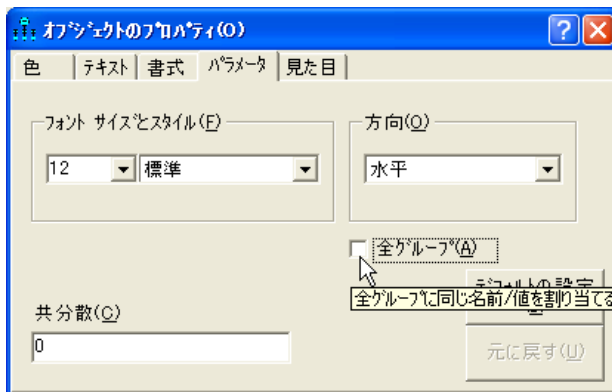 オブジェクトのプロパティ(O)
色 テキスト 書式 パラメータ 見た目
フォント サイズとスタイル(F) 方向(O)
12 標準 水平
全グループ(A)
デフォルトの設定
全グループに同じ名前/値を割り当てる
共分散(C)
0
元に戻す(U)